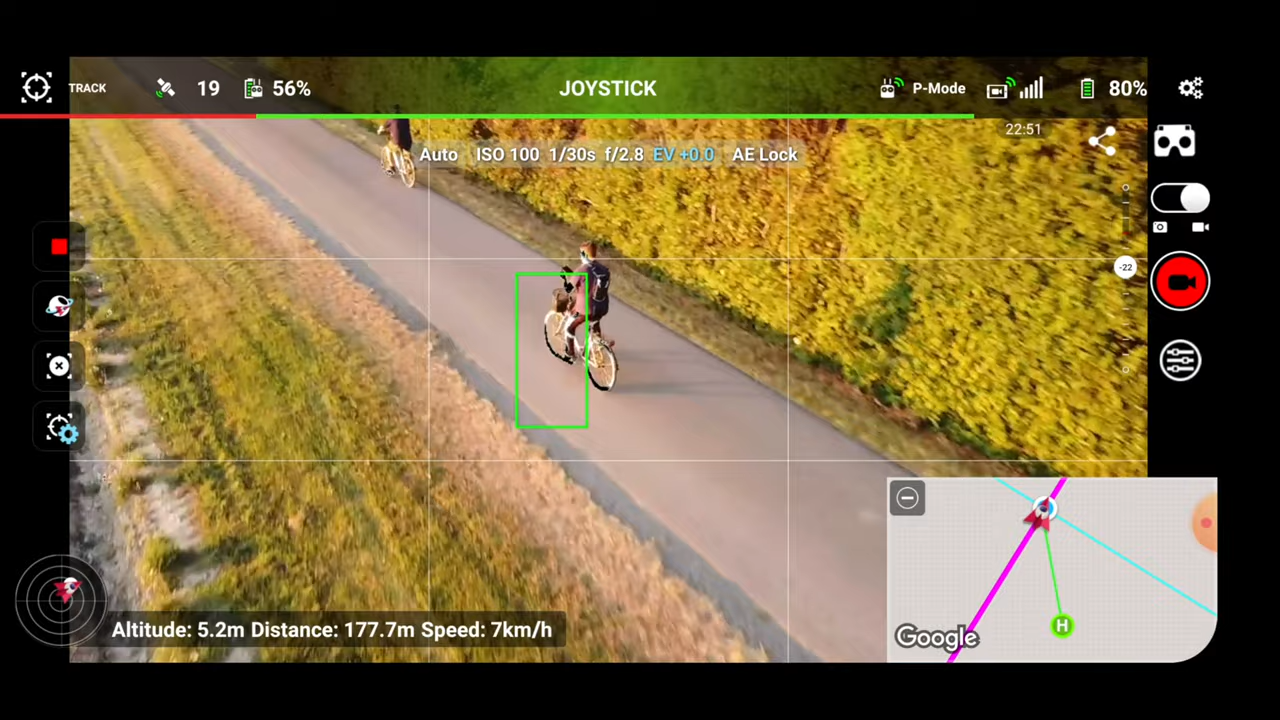 TRACK 19 56% JOYSTICK P-Mode 80%
22:51
Auto ISO 100 1/30s f/2.8 EV +0.0 AE Lock
-22
H
Altitude: 5.2m Distance: 177.7m Speed: 7km/h
Google